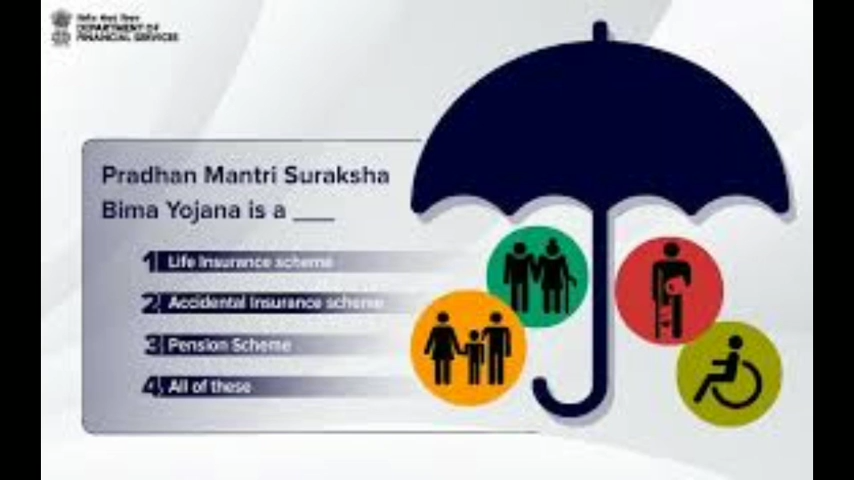 वित्तीय सेवाएं विभाग
DEPARTMENT OF
FINANCIAL SERVICES
Pradhan Mantri Suraksha
Bima Yojana is a ___
1 Life Insurance scheme
2 Accidental Insurance scheme
3 Pension Scheme
4 All of these